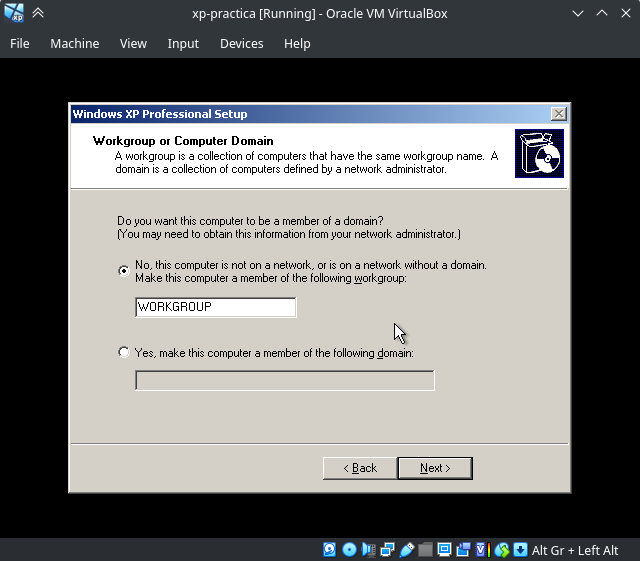 xp-practica [Running] - Oracle VM VirtualBox
File Machine View Input Devices Help
Windows XP Professional Setup
Workgroup or Computer Domain
A workgroup is a collection of computers that have the same workgroup name. A
domain is a collection of computers defined by a network administrator.
Do you want this computer to be a member of a domain?
(You may need to obtain this information from your network administrator.)
No, this computer is not on a network, or is on a network without a domain.
Make this computer a member of the following workgroup:
WORKGROUP
Yes, make this computer a member of the following domain:
< Back Next >
Alt Gr + Left Alt